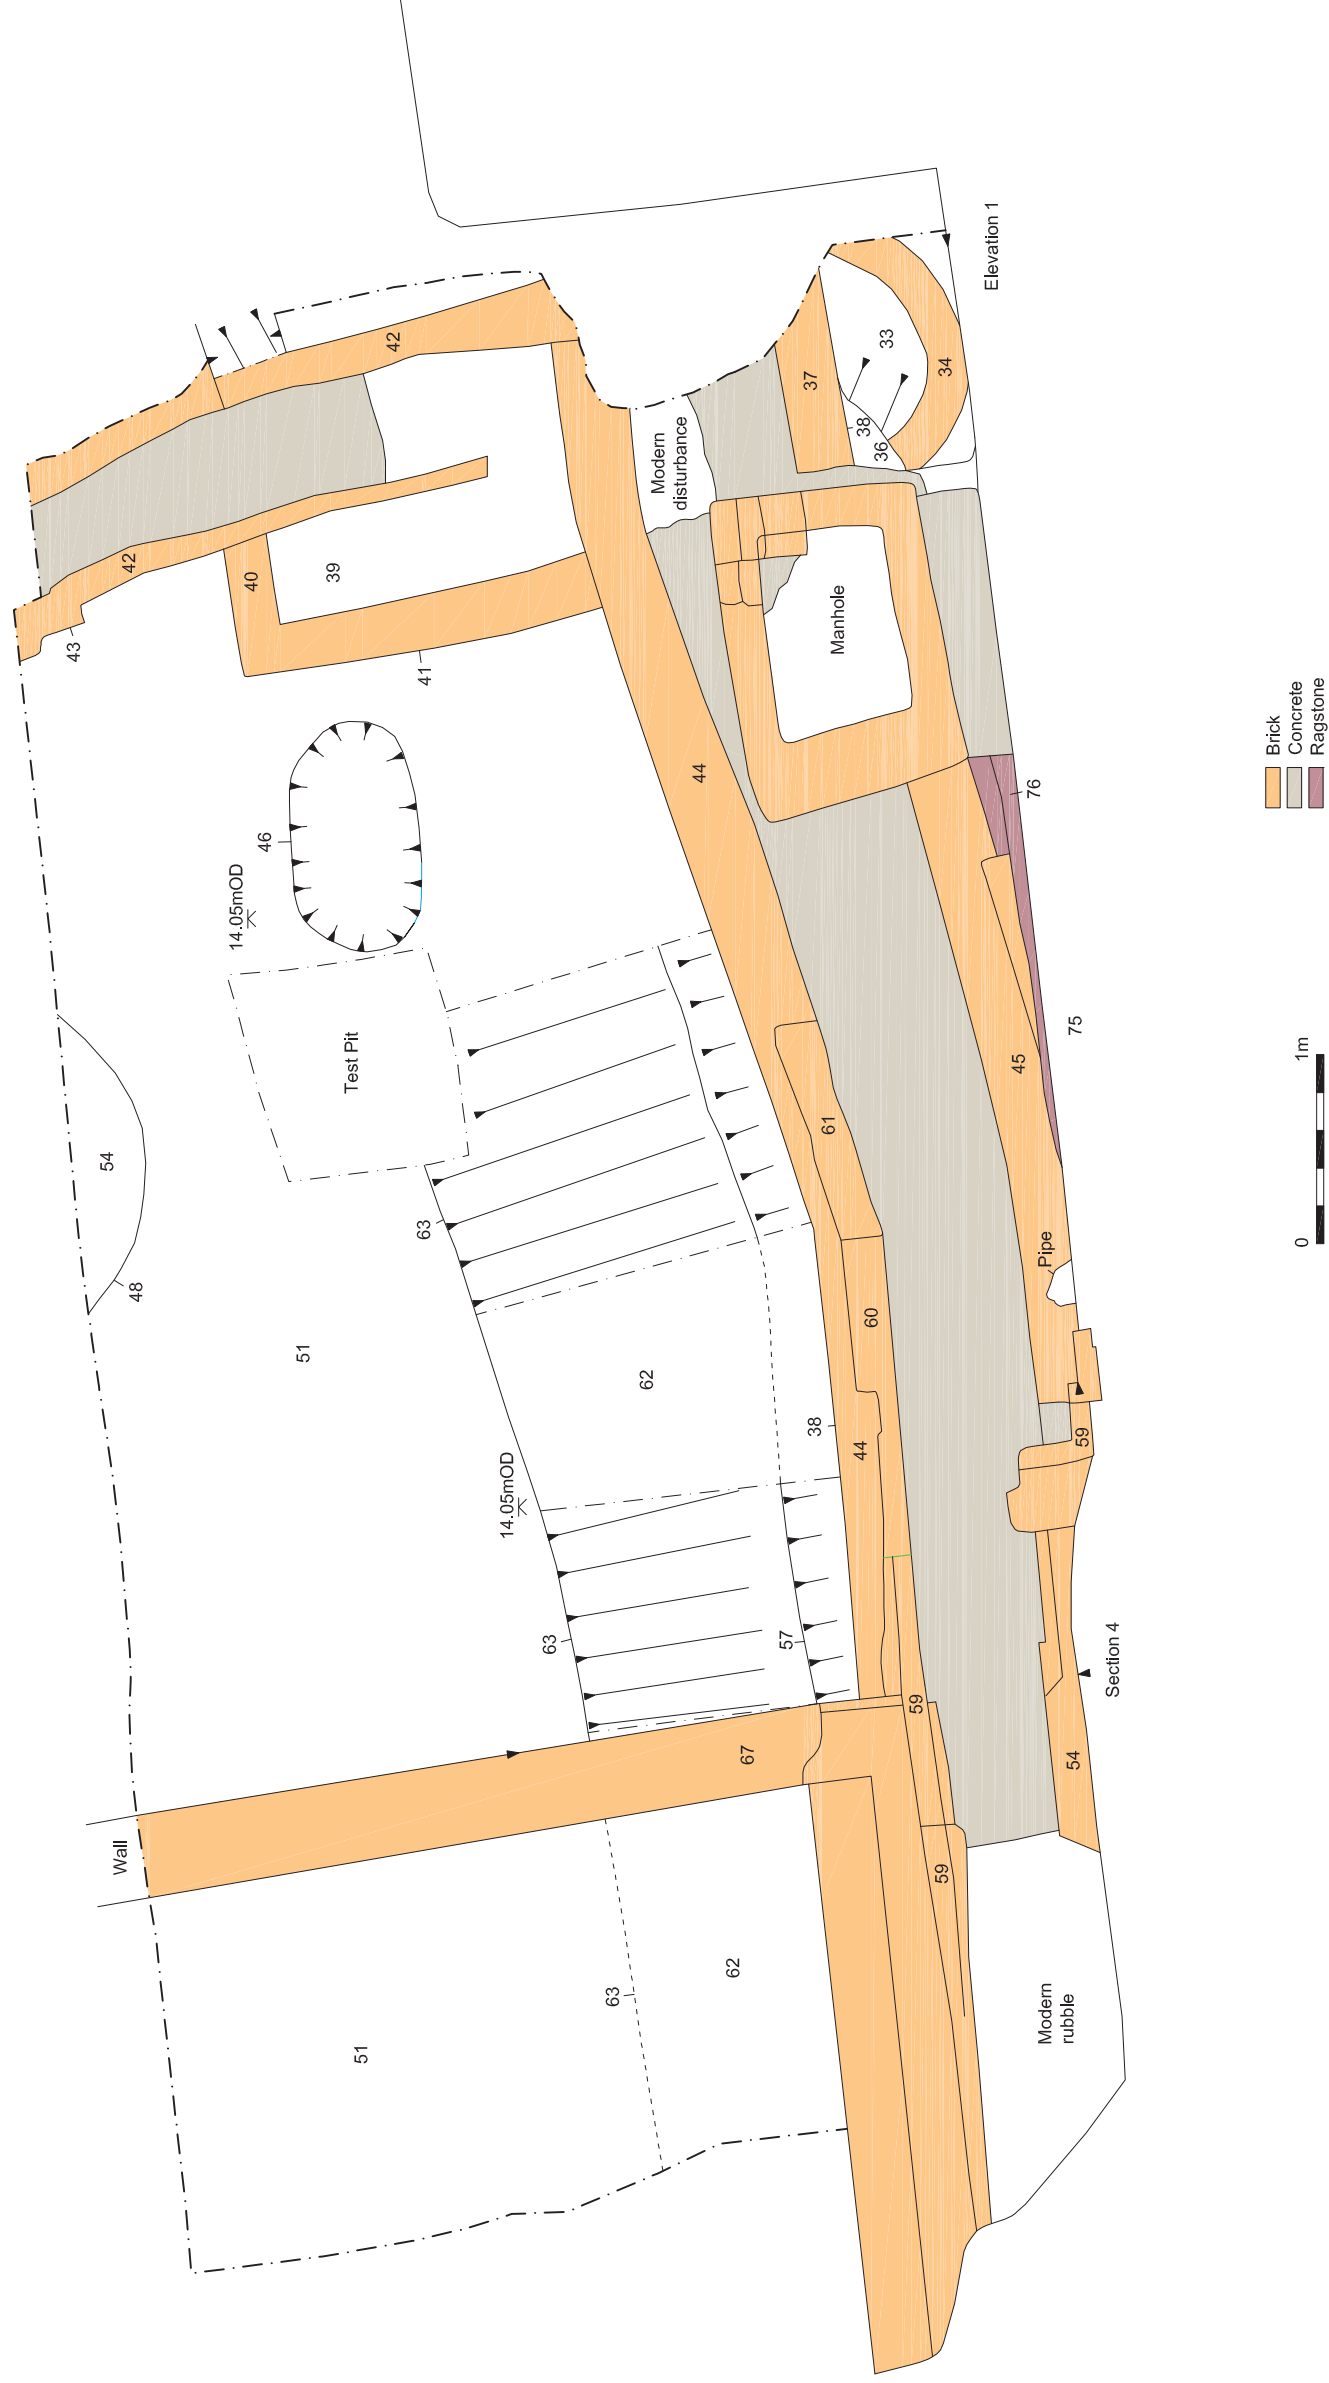 Elevation 1
42
33
34
37
38
36
Modern
disturbance
42
40
39
43
41
Manhole
44
46
14.05mOD
76
Brick
Concrete
Ragstone
75
Test Pit
45
61
54
63
48
Pipe
0
1m
60
51
62
38
44
59
14.05mOD
63
57
Section 4
59
67
54
Wall
59
62
63
51
Modern
rubble